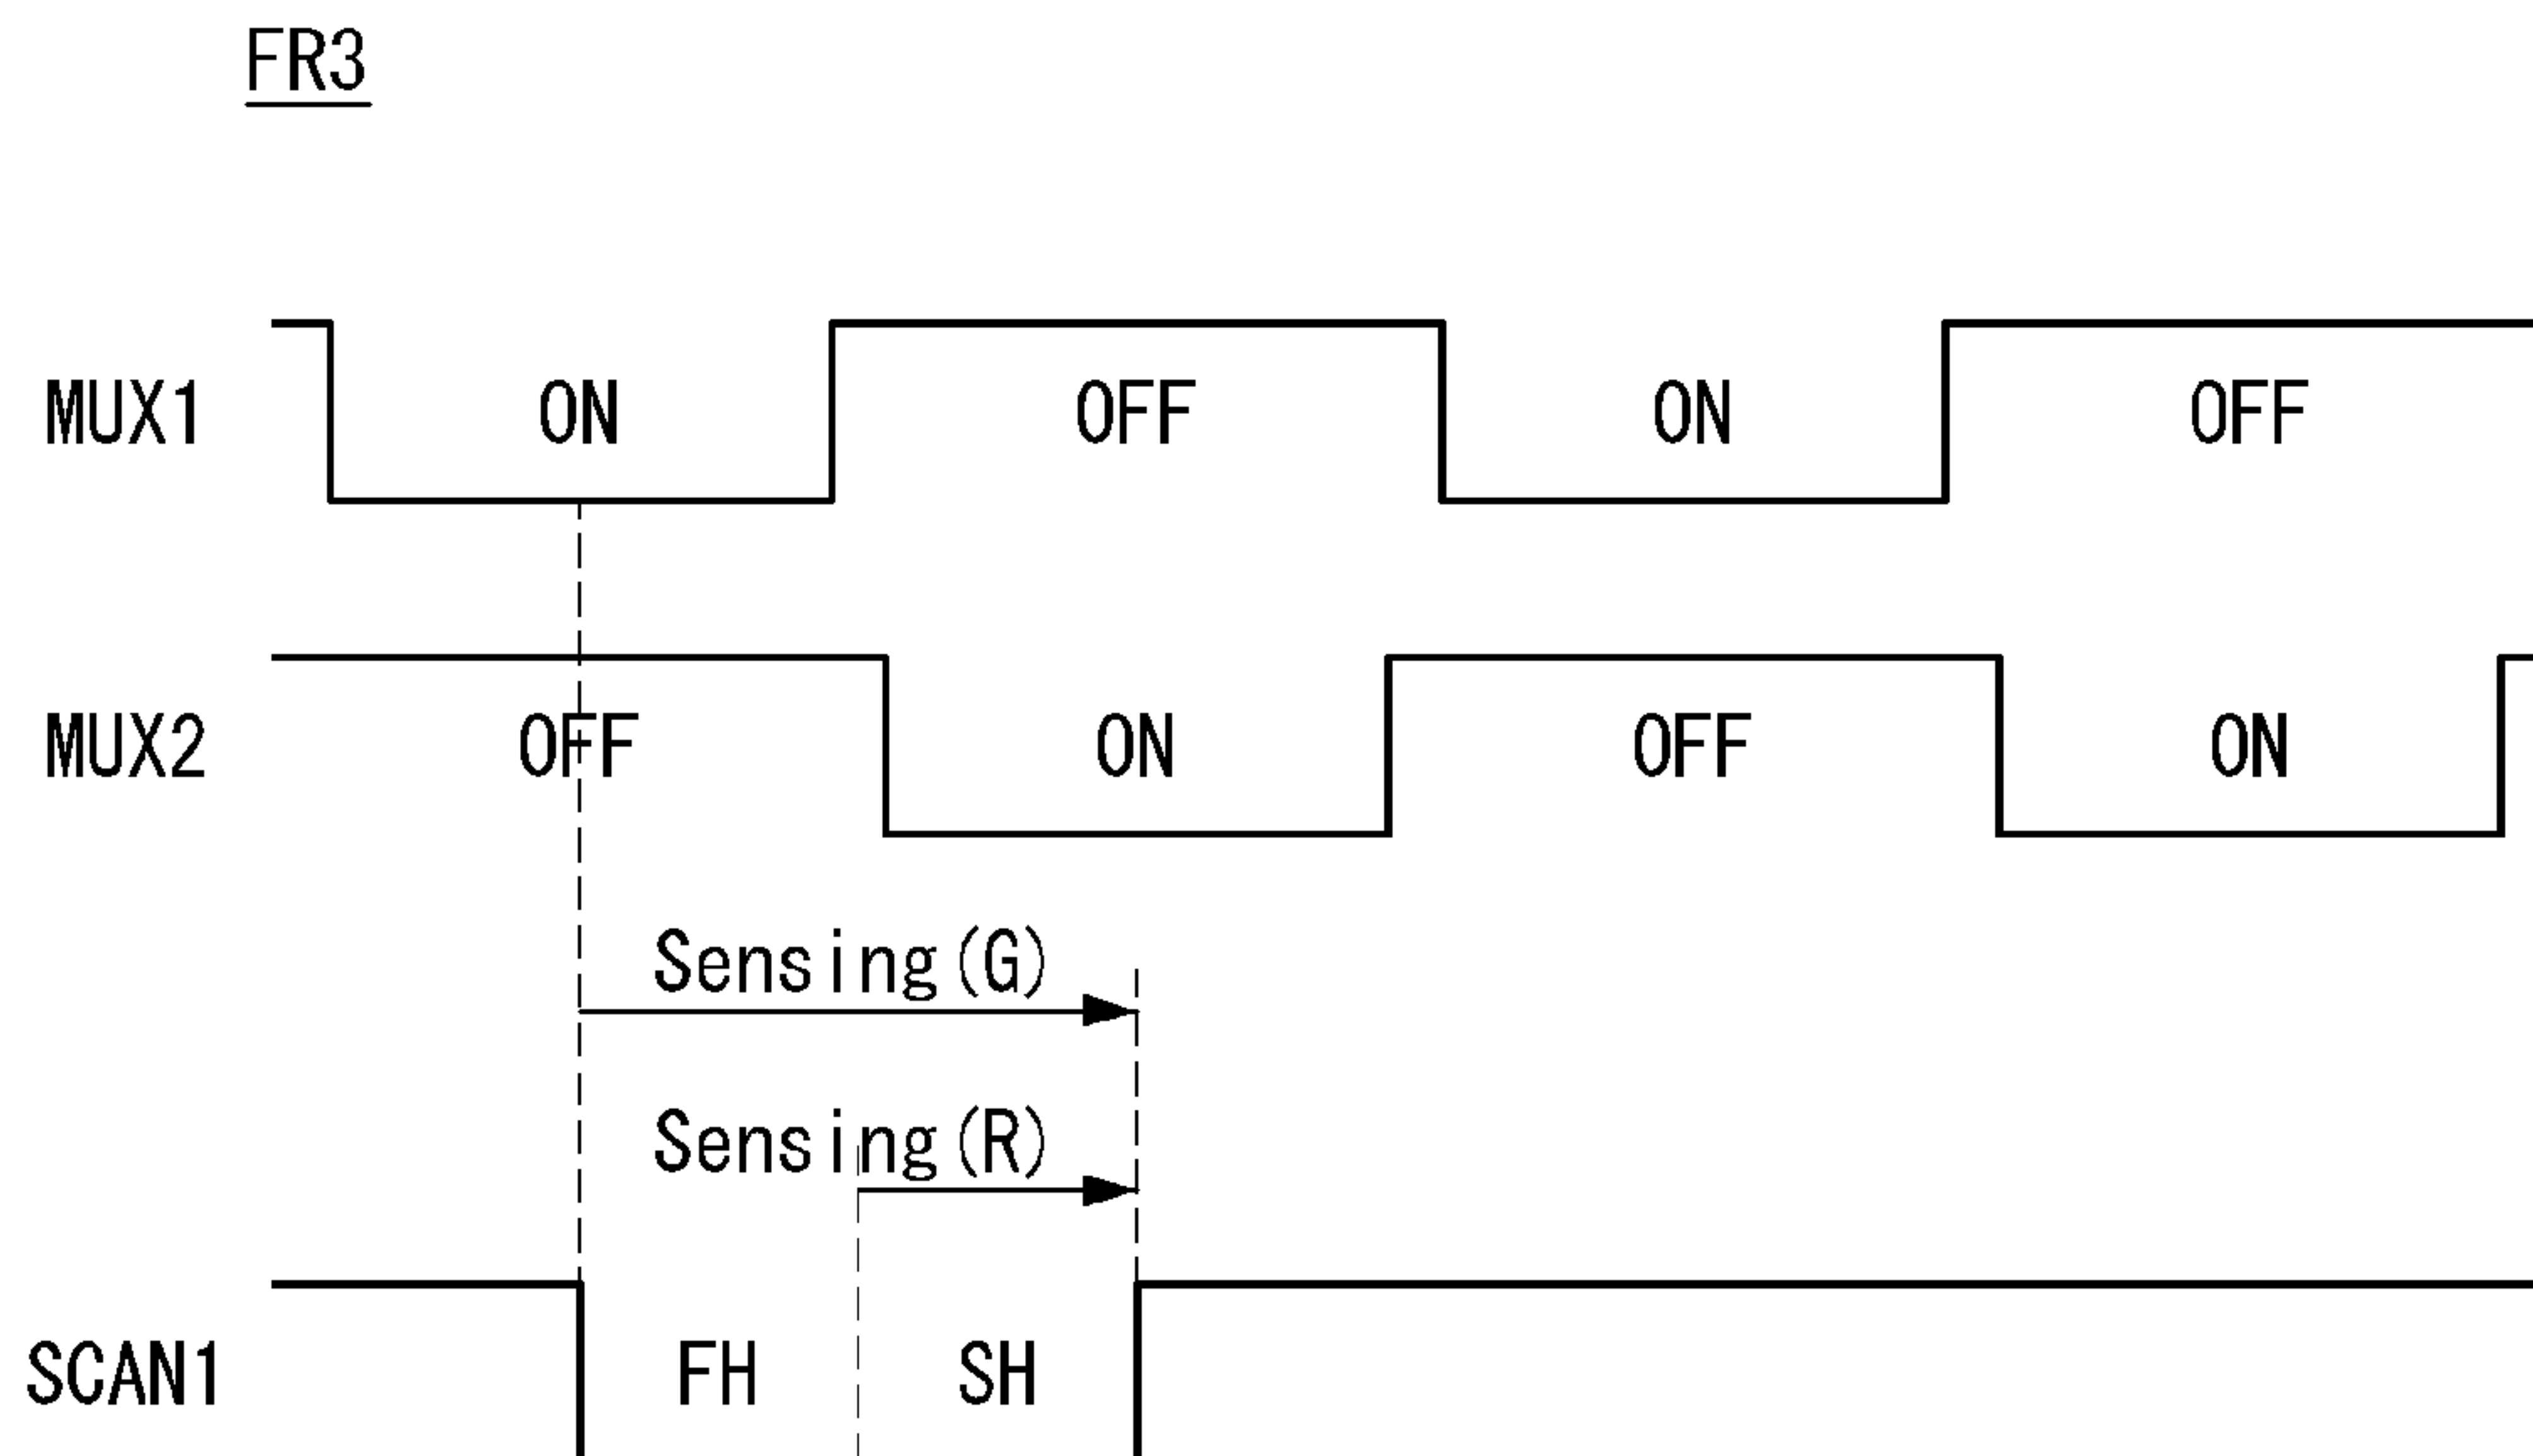 FR3
MUX1 ON OFF ON OFF
MUX2 OFF ON OFF ON
Sensing(G)
Sensing(R)
SCAN1 FH SH